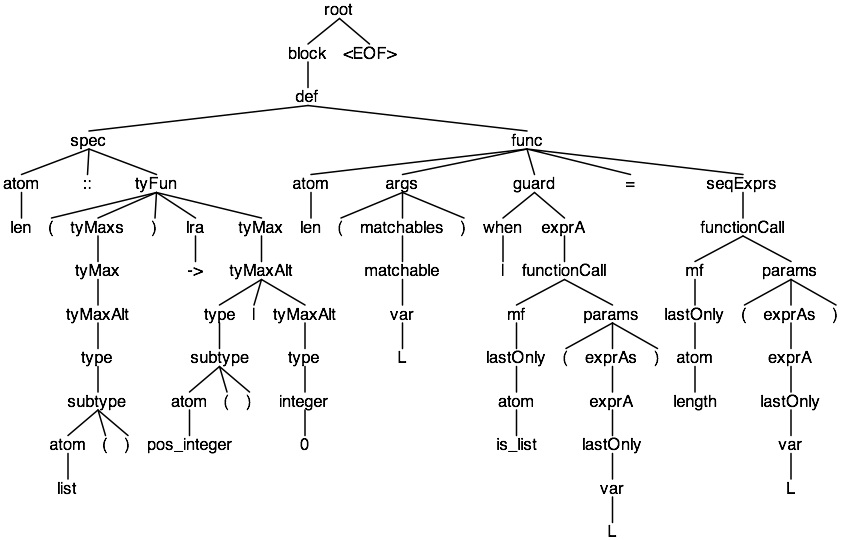 root
block <EOF>
def
spec func
atom :: tyFun atom args guard = seqExprs
len ( tyMaxs ) lra tyMax len ( matchables ) when exprA functionCall
tyMax -> tyMaxAlt matchable | functionCall mf params
tyMaxAlt type | tyMaxAlt var mf params lastOnly ( exprAs )
type subtype type L lastOnly ( exprAs ) atom exprA
subtype atom ( ) integer atom exprA length lastOnly
atom ( ) pos_integer 0 is_list lastOnly var
list var L
L